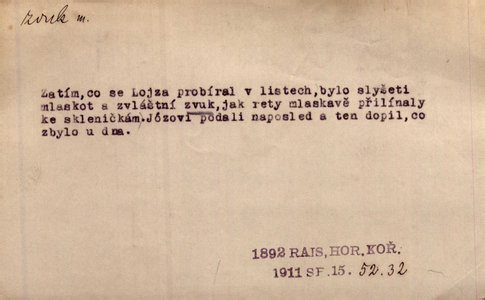 zvuk m.
Zatím,co se Lojza probíral v listech,bylo slyšeti
mlaskot a zvláštní zvuk,jak rety mlaskavě přilínaly
ke skleničkám.Józovi podali naposled a ten dopil,co
zbylo u dna.
1892 RAIS, HOR. KOŘ.
1911 SF. 15. 52.32